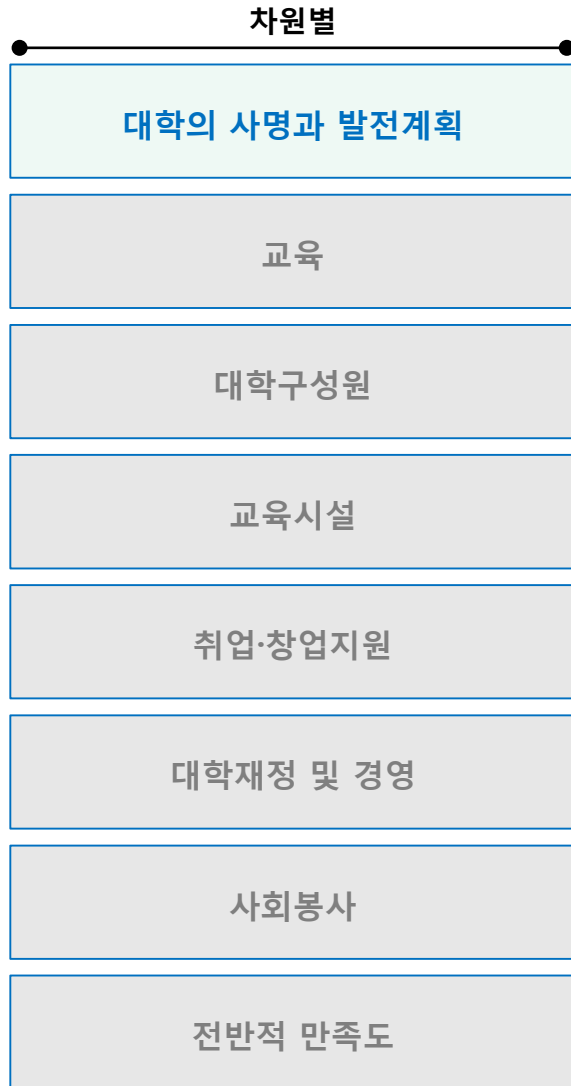 차원별
대학의 사명과 발전계획
교육
대학구성원
교육시설
취업·창업지원
대학재정 및 경영
사회봉사
전반적 만족도